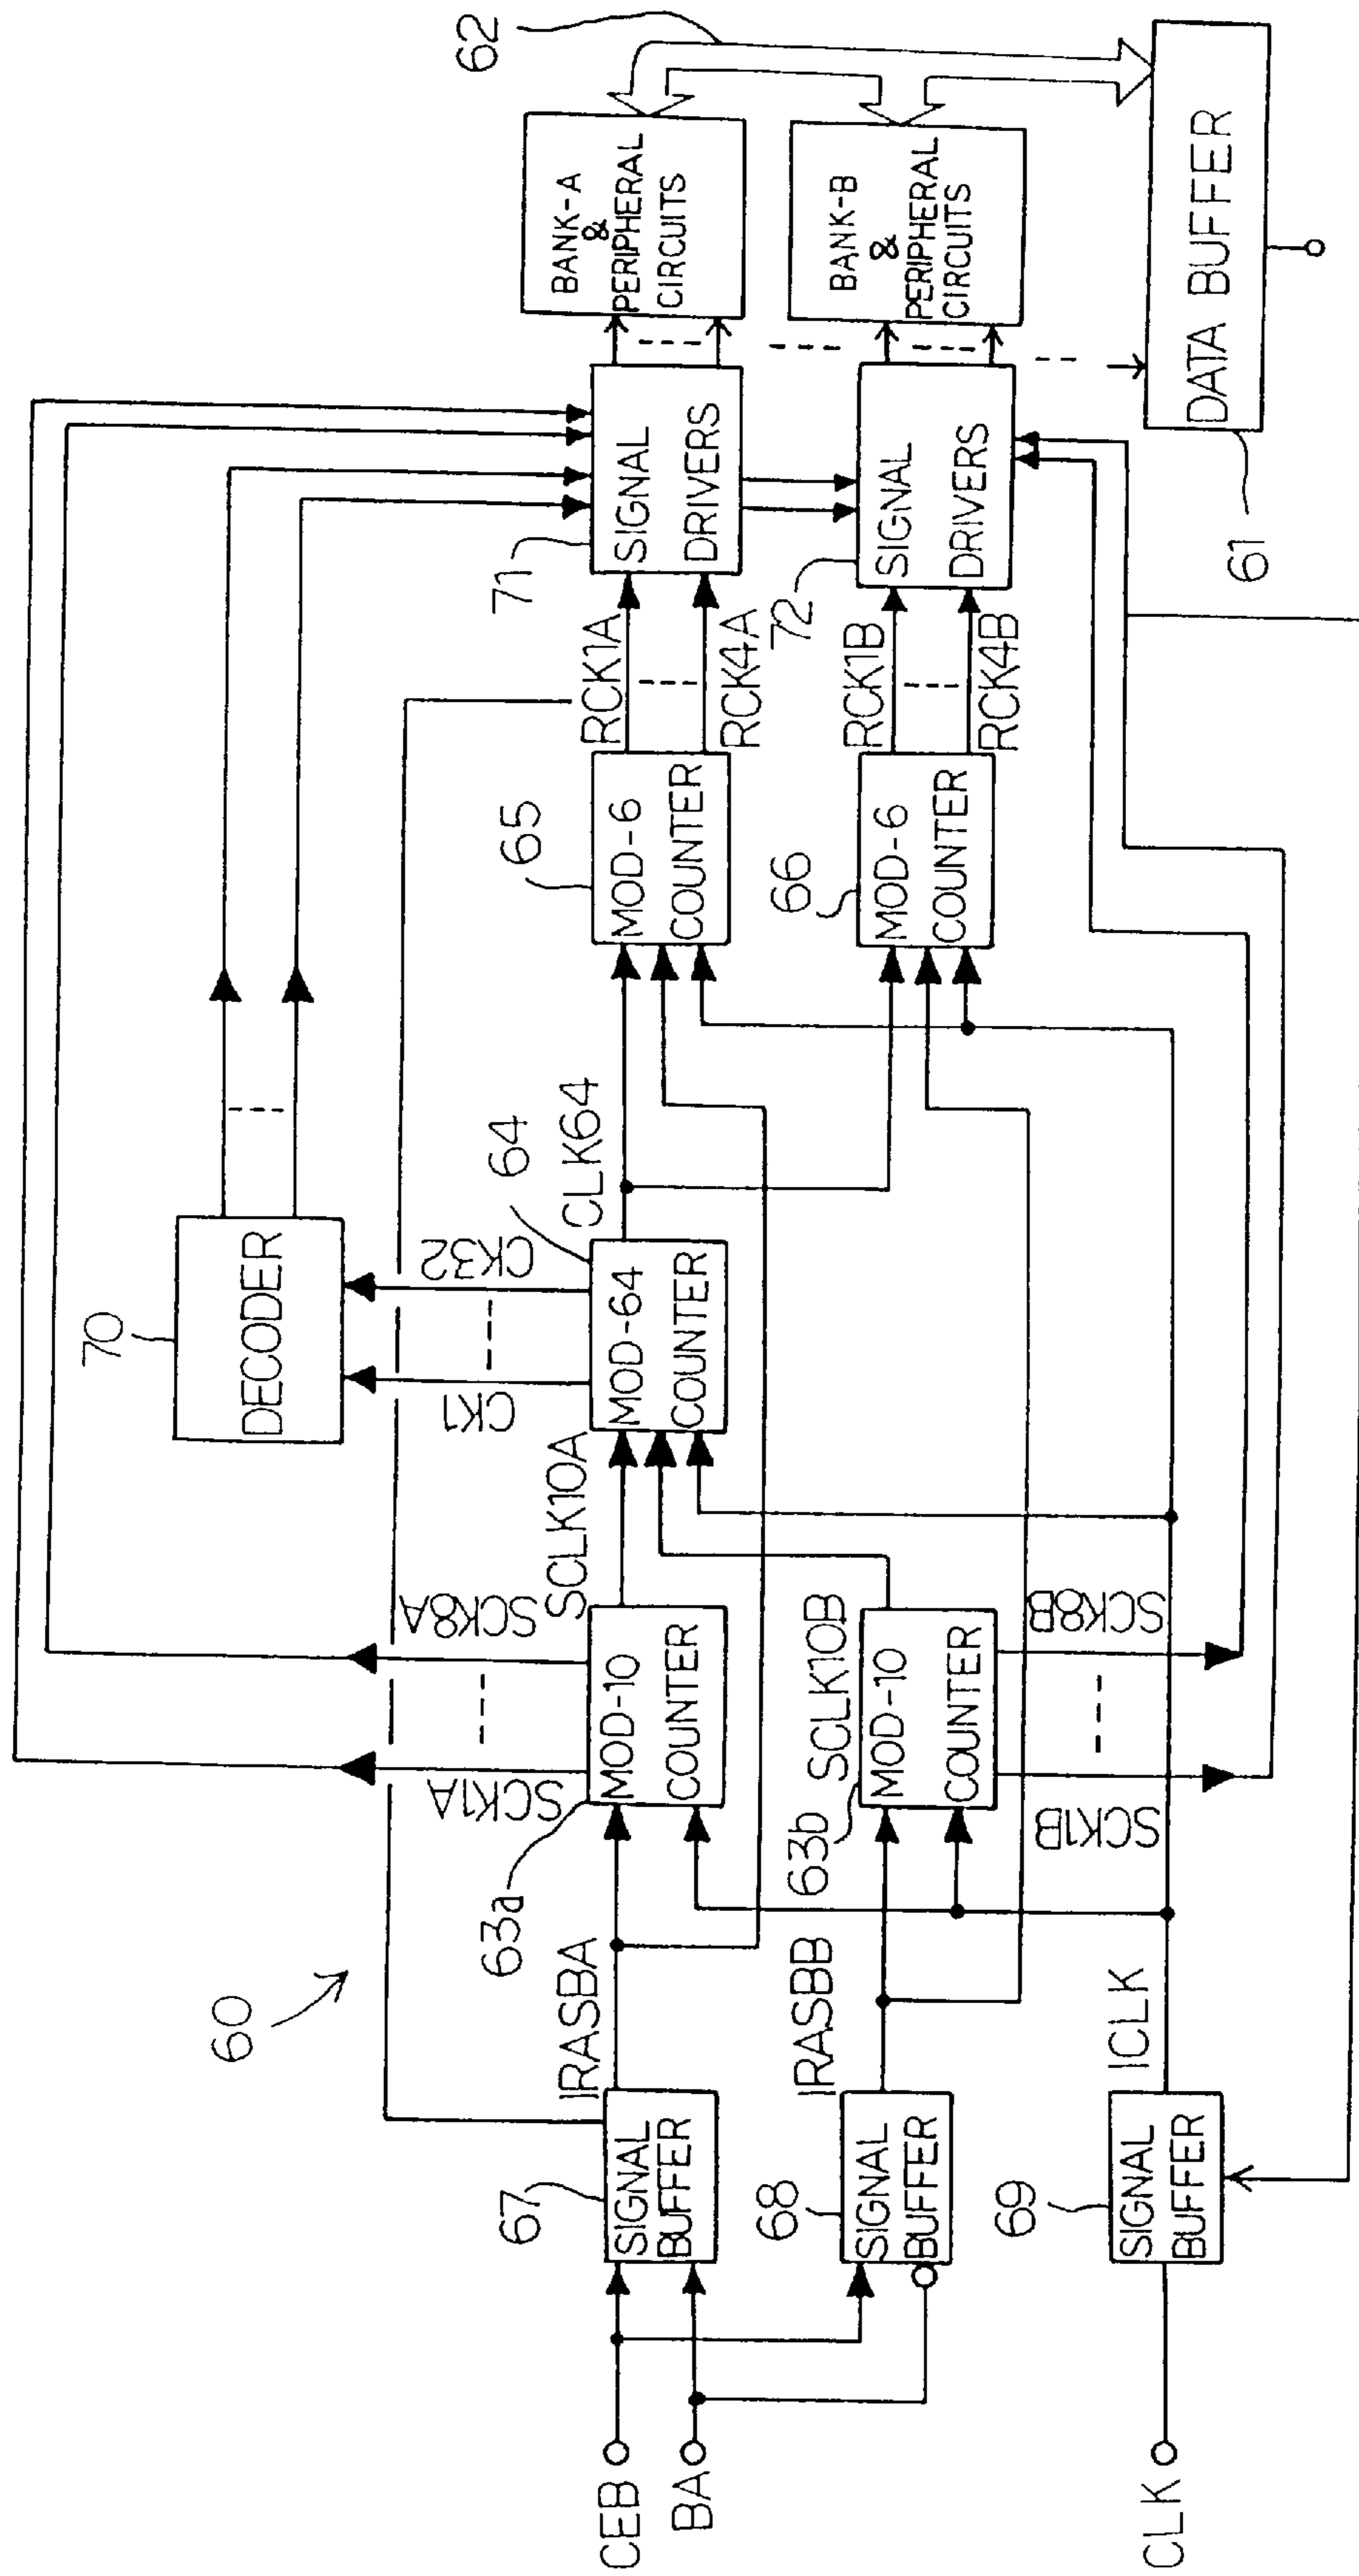 60
CEB
BA
CLK
67
SIGNAL
BUFFER
68
SIGNAL
BUFFER
69
SIGNAL
BUFFER
IRASBA
IRASBB
ICLK
63a
MOD-10
COUNTER
SCK1A
SCK8A
SCLK10A
63b
MOD-10
COUNTER
SCLK10B
SCK1B
SCK8B
70
DECODER
CK1
CK32
MOD-64
COUNTER
64
CLK64
65
MOD-6
COUNTER
66
MOD-6
COUNTER
RCK1A
RCK4A
RCK1B
RCK4B
71
SIGNAL
DRIVERS
72
SIGNAL
DRIVERS
BANK-A
&
PERIPHERAL
CIRCUITS
BANK-B
&
PERIPHERAL
CIRCUITS
62
61
DATA BUFFER